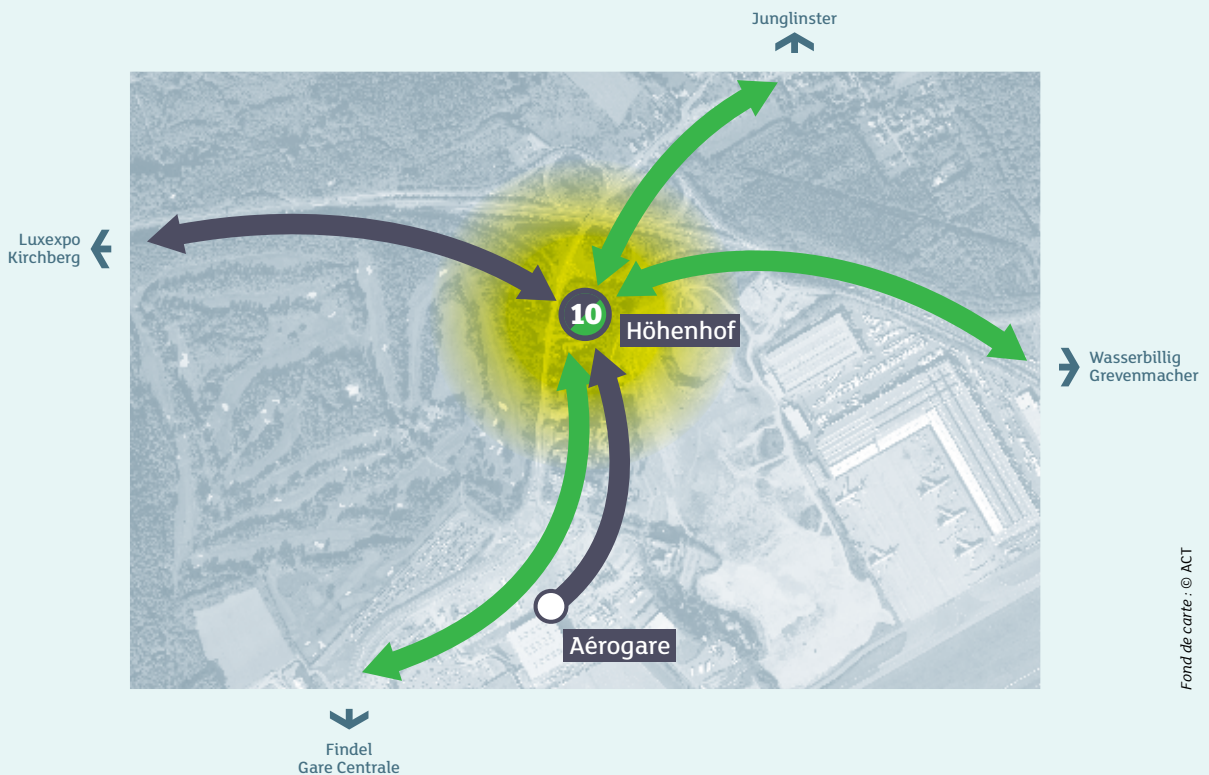 Junglinster
Luxexpo
Kirchberg
10
Höhenhof
Wasserbillig
Grevenmacher
Aérogare
Fond de carte : © ACT
Findel
Gare Centrale